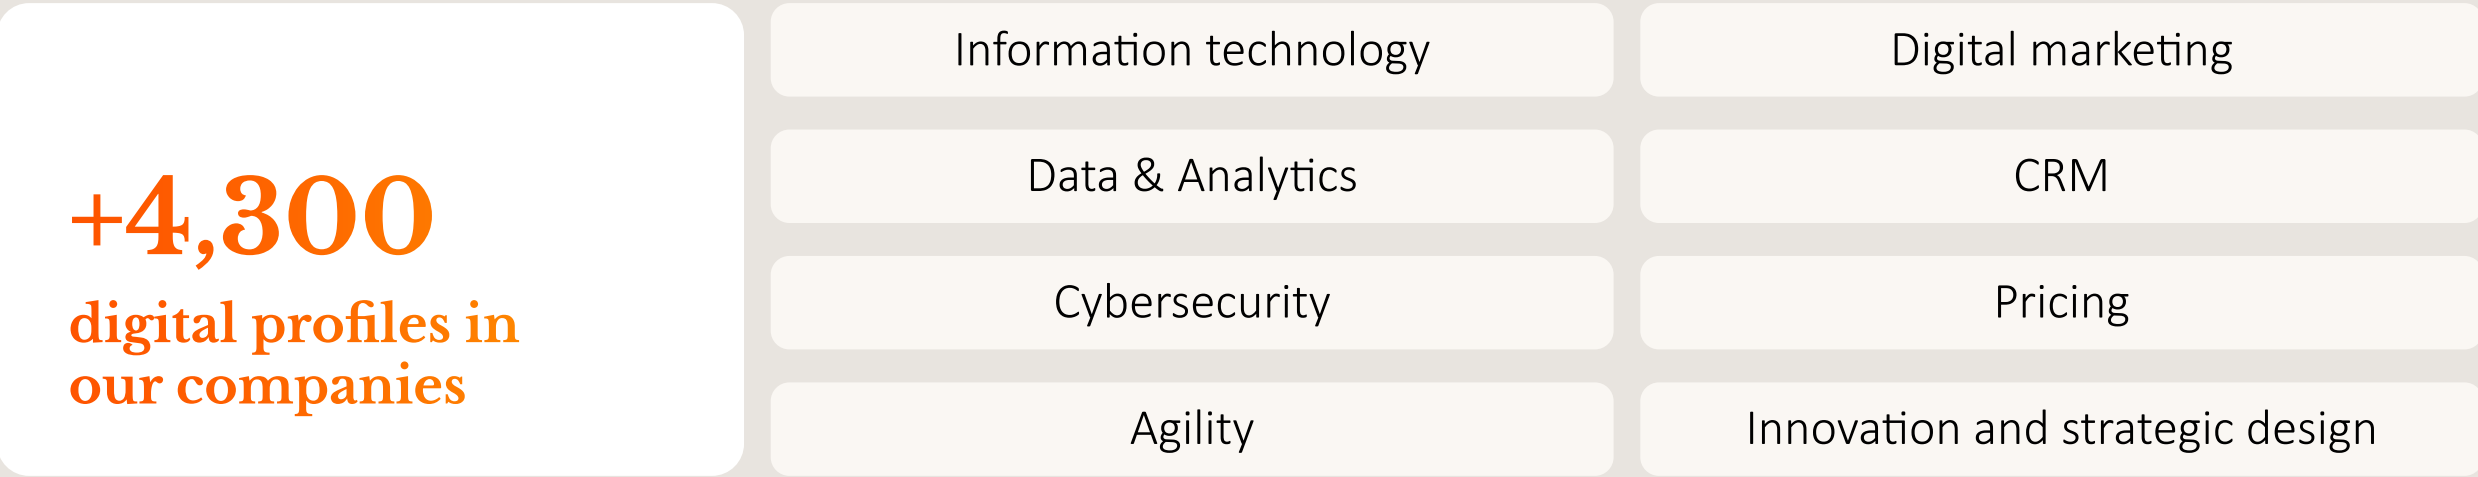 +4,300
digital profiles in
our companies
Information technology
Digital marketing
Data & Analytics
CRM
Cybersecurity
Pricing
Agility
Innovation and strategic design